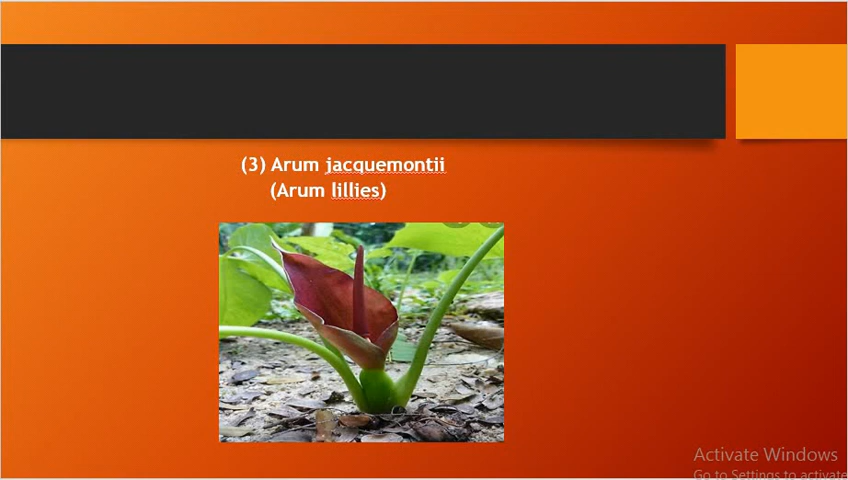 (3) Arum jacquemontii
(Arum lillies)
Activate Windows
Go to Settings to activate